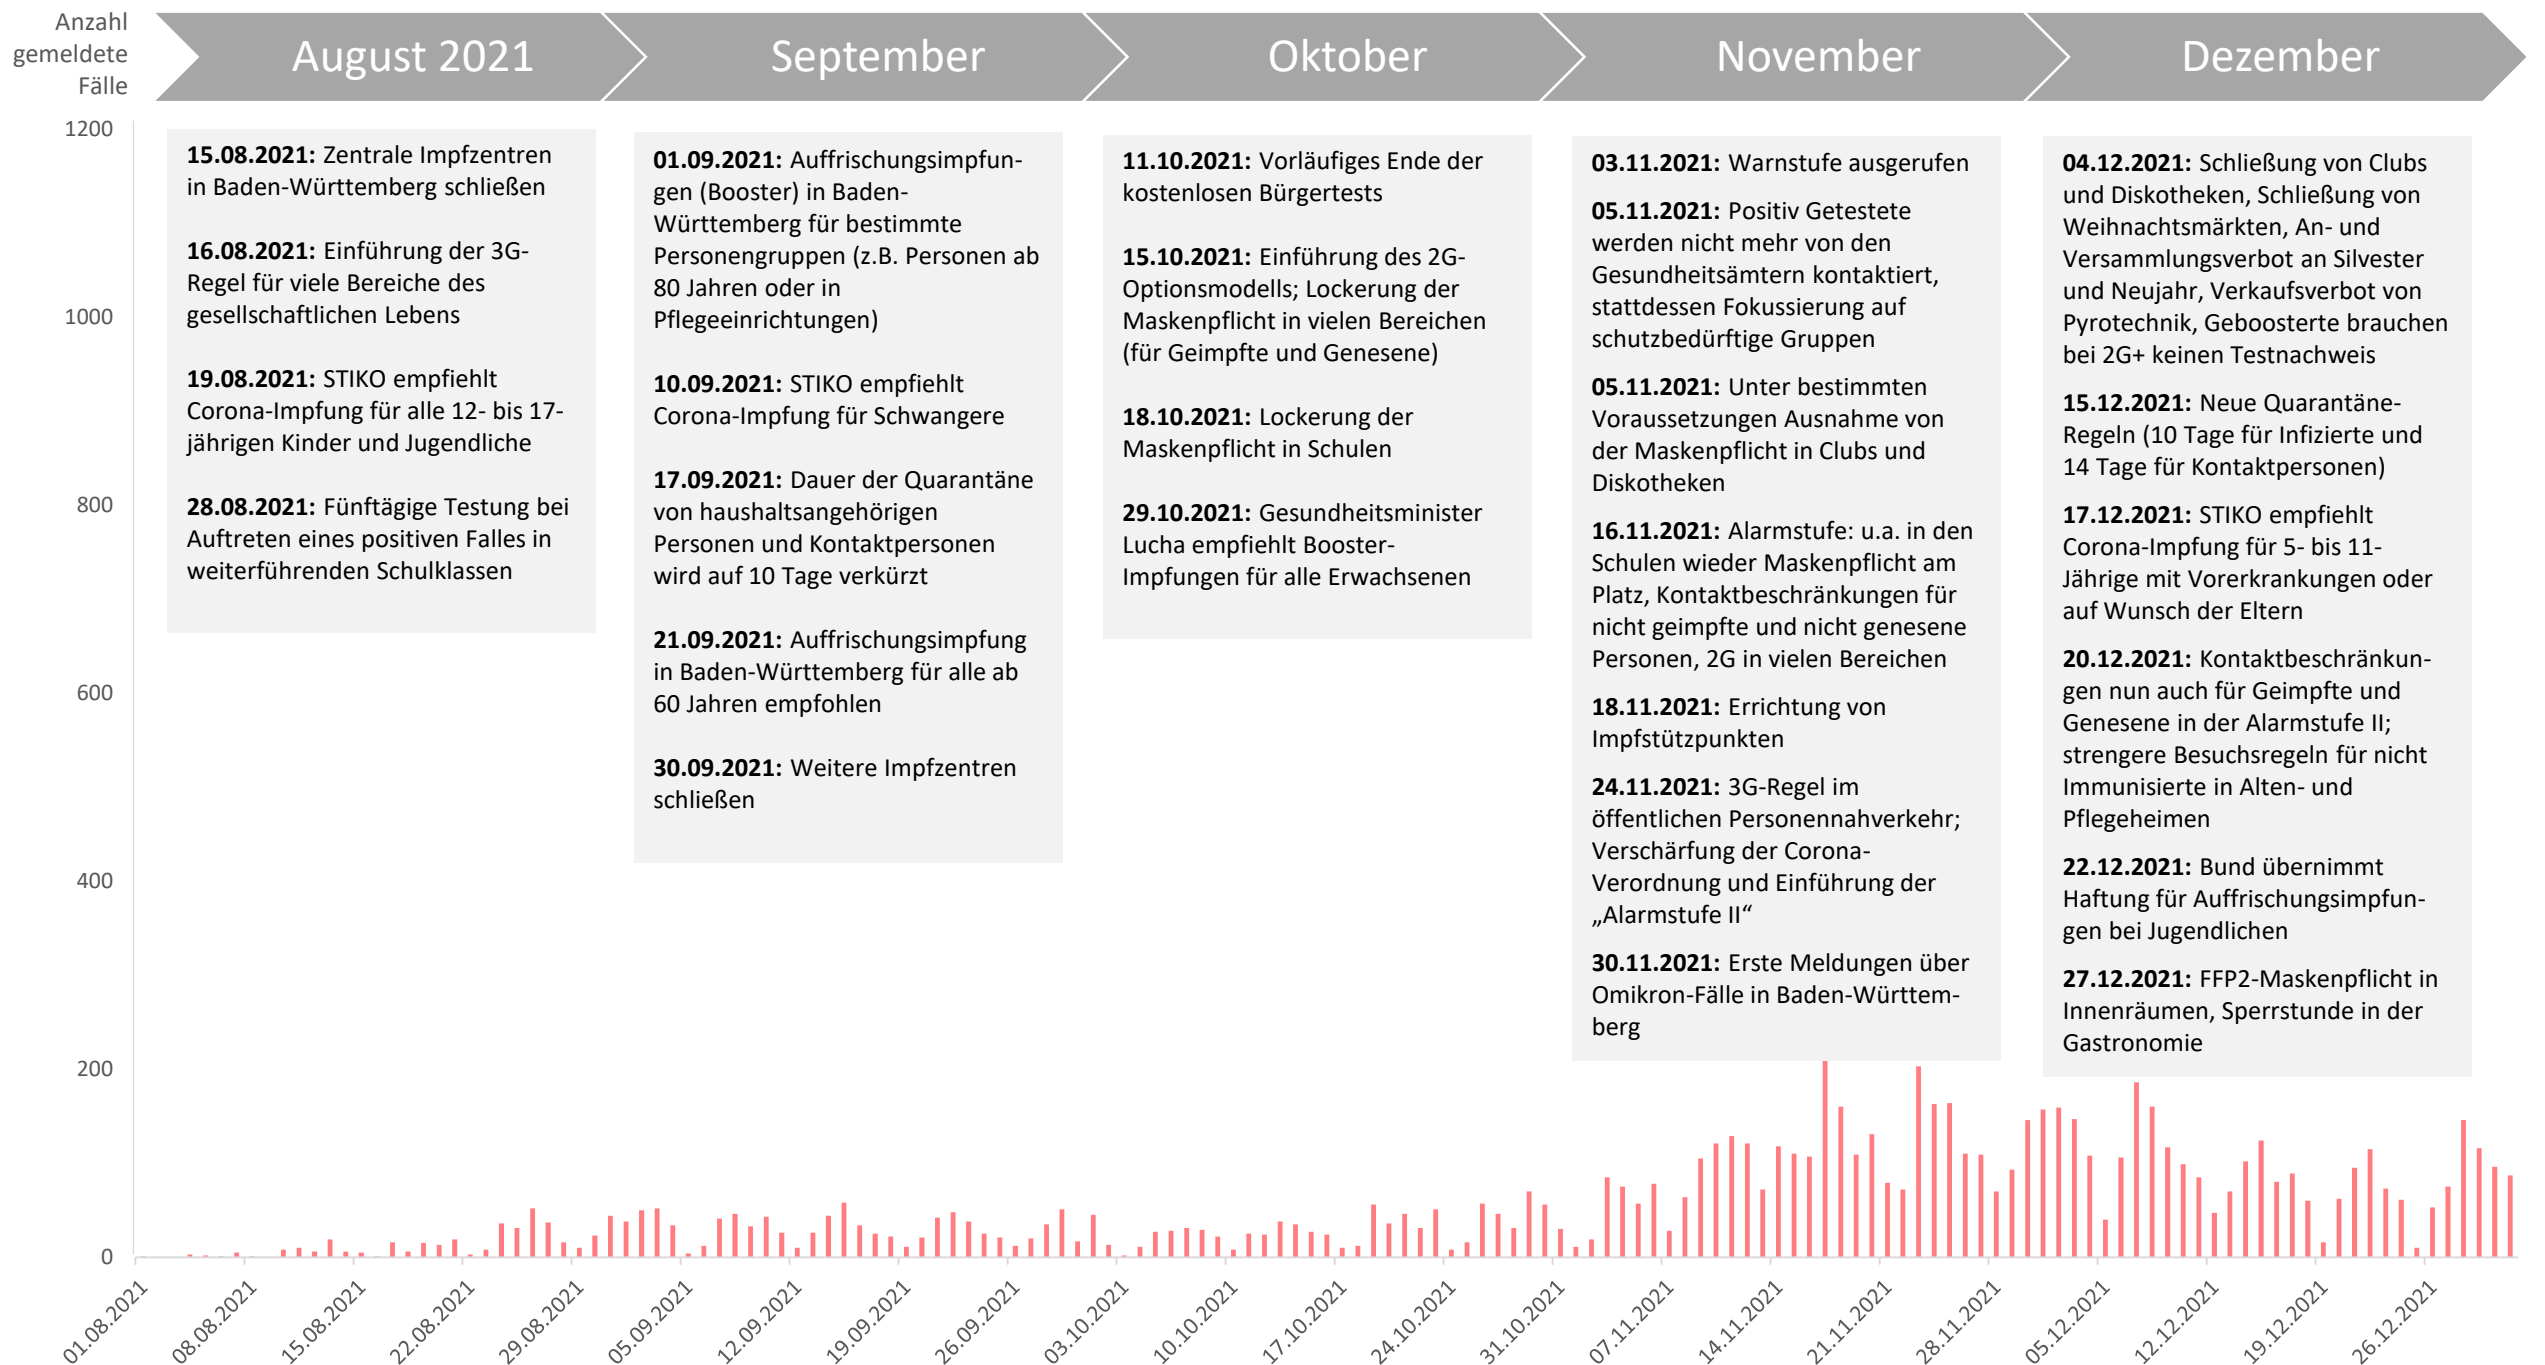 Anzahl
gemeldete
Fälle
August 2021
September
Oktober
November
Dezember
1200
1000
800
600
400
200
0
15.08.2021: Zentrale Impfzentren
in Baden-Württemberg schließen
16.08.2021: Einführung der 3G-
Regel für viele Bereiche des
gesellschaftlichen Lebens
19.08.2021: STIKO empfiehlt
Corona-Impfung für alle 12- bis 17-
jährigen Kinder und Jugendliche
28.08.2021: Fünftägige Testung bei
Auftreten eines positiven Falles in
weiterführenden Schulklassen
01.09.2021: Auffrischungsimpfun-
gen (Booster) in Baden-
Württemberg für bestimmte
Personengruppen (z.B. Personen ab
80 Jahren oder in
Pflegeeinrichtungen)
10.09.2021: STIKO empfiehlt
Corona-Impfung für Schwangere
17.09.2021: Dauer der Quarantäne
von haushaltsangehörigen
Personen und Kontaktpersonen
wird auf 10 Tage verkürzt
21.09.2021: Auffrischungsimpfung
in Baden-Württemberg für alle ab
60 Jahren empfohlen
30.09.2021: Weitere Impfzentren
schließen
11.10.2021: Vorläufiges Ende der
kostenlosen Bürgertests
15.10.2021: Einführung des 2G-
Optionsmodells; Lockerung der
Maskenpflicht in vielen Bereichen
(für Geimpfte und Genesene)
18.10.2021: Lockerung der
Maskenpflicht in Schulen
29.10.2021: Gesundheitsminister
Lucha empfiehlt Booster-
Impfungen für alle Erwachsenen
03.11.2021: Warnstufe ausgerufen
05.11.2021: Positiv Getestete
werden nicht mehr von den
Gesundheitsämtern kontaktiert,
stattdessen Fokussierung auf
schutzbedürftige Gruppen
05.11.2021: Unter bestimmten
Voraussetzungen Ausnahme von
der Maskenpflicht in Clubs und
Diskotheken
16.11.2021: Alarmstufe: u.a. in den
Schulen wieder Maskenpflicht am
Platz, Kontaktbeschränkungen für
nicht geimpfte und nicht genesene
Personen, 2G in vielen Bereichen
18.11.2021: Errichtung von
Impfstützpunkten
24.11.2021: 3G-Regel im
öffentlichen Personennahverkehr;
Verschärfung der Corona-
Verordnung und Einführung der
„Alarmstufe II“
30.11.2021: Erste Meldungen über
Omikron-Fälle in Baden-Württem-
berg
04.12.2021: Schließung von Clubs
und Diskotheken, Schließung von
Weihnachtsmärkten, An- und
Versammlungsverbot an Silvester
und Neujahr, Verkaufsverbot von
Pyrotechnik, Geboosterte brauchen
bei 2G+ keinen Testnachweis
15.12.2021: Neue Quarantäne-
Regeln (10 Tage für Infizierte und
14 Tage für Kontaktpersonen)
17.12.2021: STIKO empfiehlt
Corona-Impfung für 5- bis 11-
Jährige mit Vorerkrankungen oder
auf Wunsch der Eltern
20.12.2021: Kontaktbeschränkun-
gen nun auch für Geimpfte und
Genesene in der Alarmstufe II;
strengere Besuchsregeln für nicht
Immunisierte in Alten- und
Pflegeheimen
22.12.2021: Bund übernimmt
Haftung für Auffrischungsimpfun-
gen bei Jugendlichen
27.12.2021: FFP2-Maskenpflicht in
Innenräumen, Sperrstunde in der
Gastronomie
01.08.2021
08.08.2021
15.08.2021
22.08.2021
29.08.2021
05.09.2021
12.09.2021
19.09.2021
26.09.2021
03.10.2021
10.10.2021
17.10.2021
24.10.2021
31.10.2021
07.11.2021
14.11.2021
21.11.2021
28.11.2021
05.12.2021
12.12.2021
19.12.2021
26.12.2021